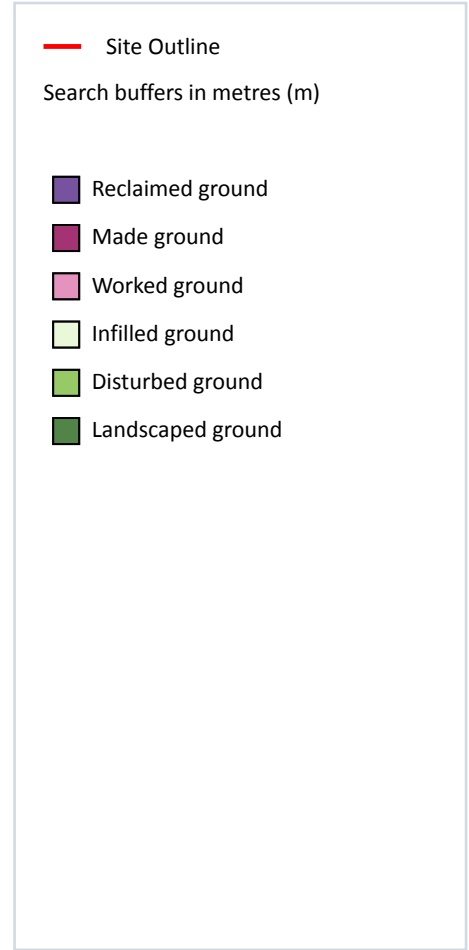 Site Outline
Search buffers in metres (m)
Reclaimed ground
Made ground
Worked ground
Infilled ground
Disturbed ground
Landscaped ground